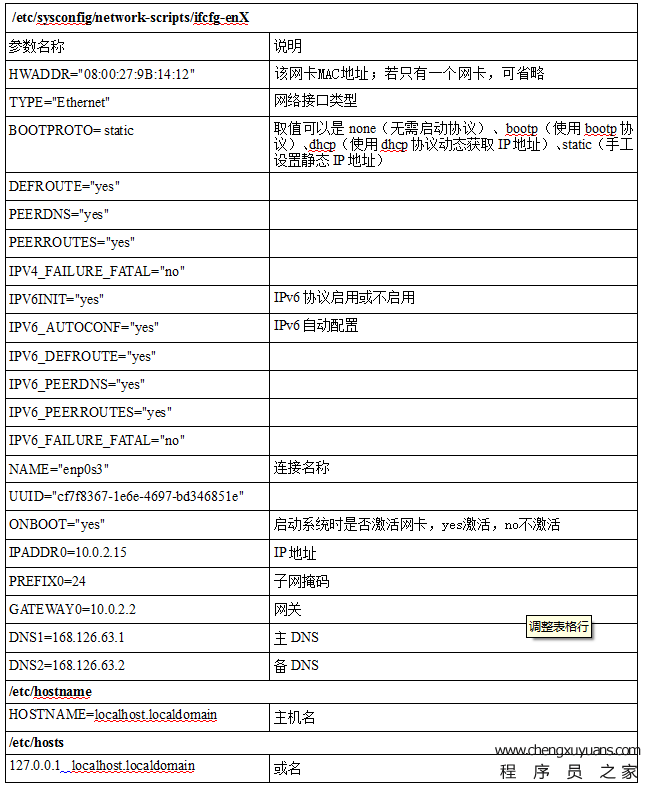 /etc/sysconfig/network-scripts/ifcfg-enX
参数名称 说明
HWADDR="08:00:27:9B:14:12" 该网卡MAC地址；若只有一个网卡，可省略
TYPE="Ethernet" 网络接口类型
BOOTPROTO= static 取值可以是 none（无需启动协议）、bootp（使用 bootp 协
议）、dhcp（使用 dhcp 协议动态获取 IP 地址）、static（手工
设置静态 IP 地址）
DEFROUTE="yes"
PEERDNS="yes"
PEERROUTES="yes"
IPV4_FAILURE_FATAL="no"
IPV6INIT="yes" IPv6 协议启用或不启用
IPV6_AUTOCONF="yes" IPv6 自动配置
IPV6_DEFROUTE="yes"
IPV6_PEERDNS="yes"
IPV6_PEERROUTES="yes"
IPV6_FAILURE_FATAL="no"
NAME="enp0s3" 连接名称
UUID="cf7f8367-1e6e-4697-bd346851e"
ONBOOT="yes" 启动系统时是否激活网卡，yes激活，no不激活
IPADDR0=10.0.2.15 IP 地址
PREFIX0=24 子网掩码
GATEWAY0=10.0.2.2 网关
调整表格行
DNS1=168.126.63.1 主 DNS
DNS2=168.126.63.2 备 DNS
/etc/hostname
HOSTNAME=localhost.localdomain 主机名
/etc/hosts
127.0.0.1 localhost.localdomain 或名
www.chengxuyuans.com
程序员之家